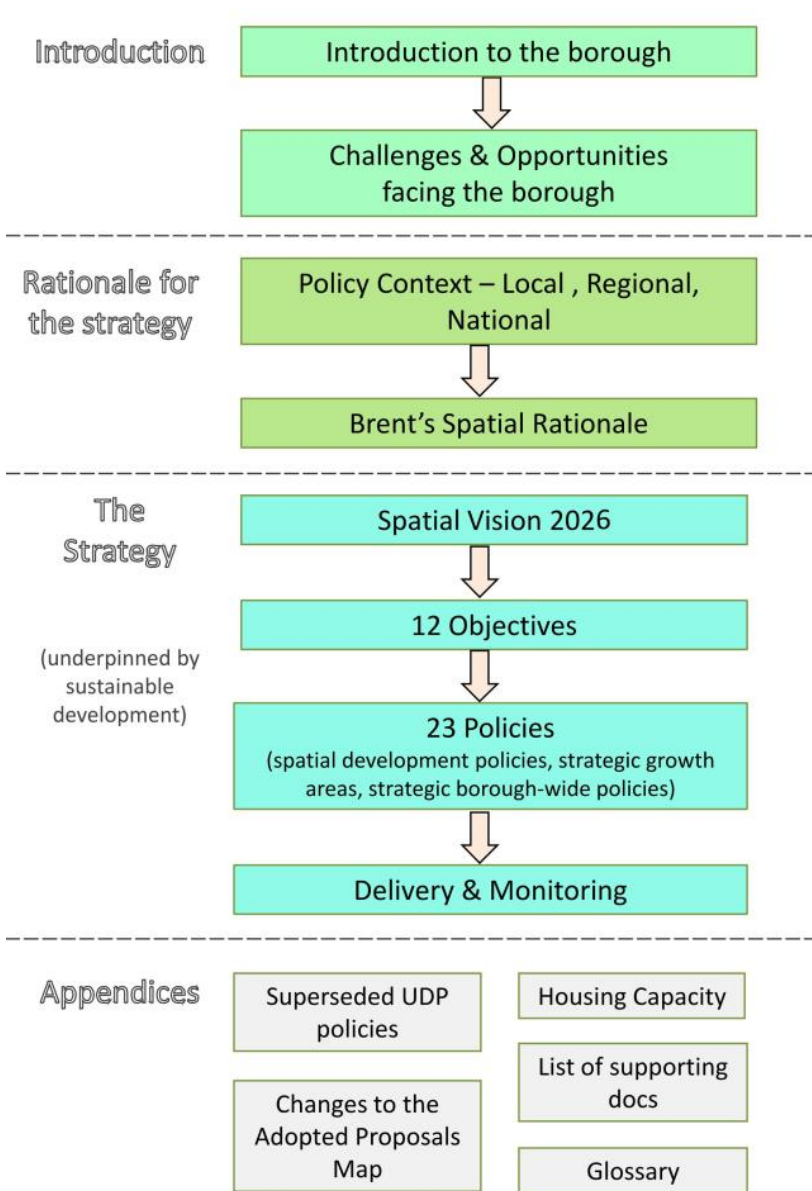 Introduction
Introduction to the borough
Challenges & Opportunities
facing the borough
Rationale for
the strategy
Policy Context – Local , Regional,
National
Brent's Spatial Rationale
The
Strategy
(underpinned by
sustainable
development)
Spatial Vision 2026
12 Objectives
23 Policies
(spatial development policies, strategic growth
areas, strategic borough-wide policies)
Delivery & Monitoring
Appendices
Superseded UDP
policies
Changes to the
Adopted Proposals
Map
Housing Capacity
List of supporting
docs
Glossary